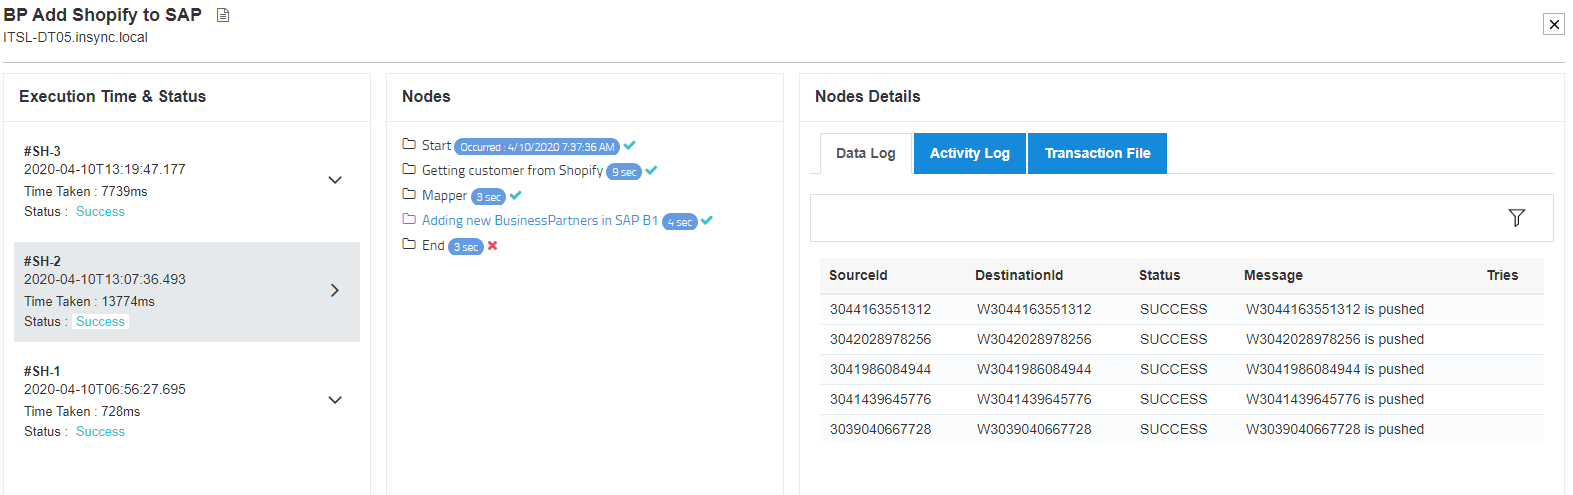 BP Add Shopify to SAP
ITSL-DT05.insync.local
Execution Time & Status
#SH-3
2020-04-10T13:19:47.177
Time Taken : 7739ms
Status : Success
#SH-2
2020-04-10T13:07:36.493
Time Taken : 13774ms
Status : Success
#SH-1
2020-04-10T06:56:27.695
Time Taken : 728ms
Status : Success
Nodes
Start Occurred : 4/10/2020 7:37:36 AM
Getting customer from Shopify 9 sec
Mapper 3 sec
Adding new BusinessPartners in SAP B1 4 sec
End 3 sec
Nodes Details
Data Log Activity Log Transaction File
SourceId DestinationId Status Message Tries
3044163551312 W3044163551312 SUCCESS W3044163551312 is pushed
3042028978256 W3042028978256 SUCCESS W3042028978256 is pushed
3041986084944 W3041986084944 SUCCESS W3041986084944 is pushed
3041439645776 W3041439645776 SUCCESS W3041439645776 is pushed
3039040667728 W3039040667728 SUCCESS W3039040667728 is pushed